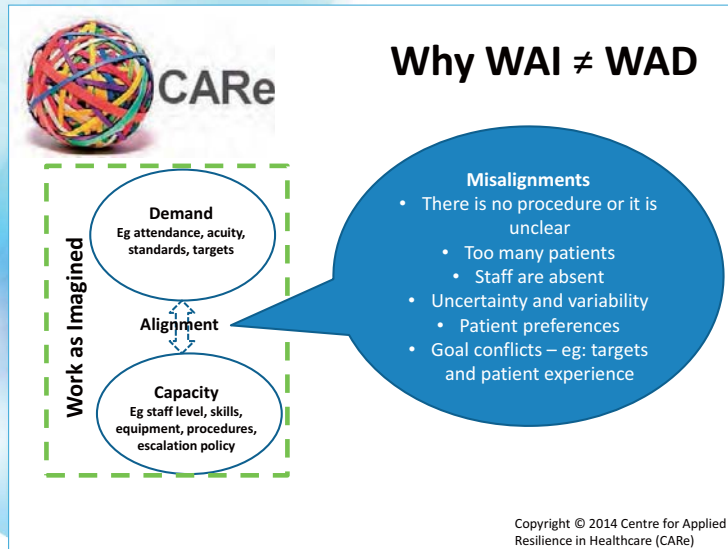 CARe
Why WAI ≠ WAD
Work as Imagined
Demand
Eg attendance, acuity,
standards, targets
Alignment
Capacity
Eg staff level, skills,
equipment, procedures,
escalation policy
Misalignments
• There is no procedure or it is
unclear
• Too many patients
• Staff are absent
• Uncertainty and variability
• Patient preferences
• Goal conflicts – eg: targets
and patient experience
Copyright © 2014 Centre for Applied
Resilience in Healthcare (CARe)